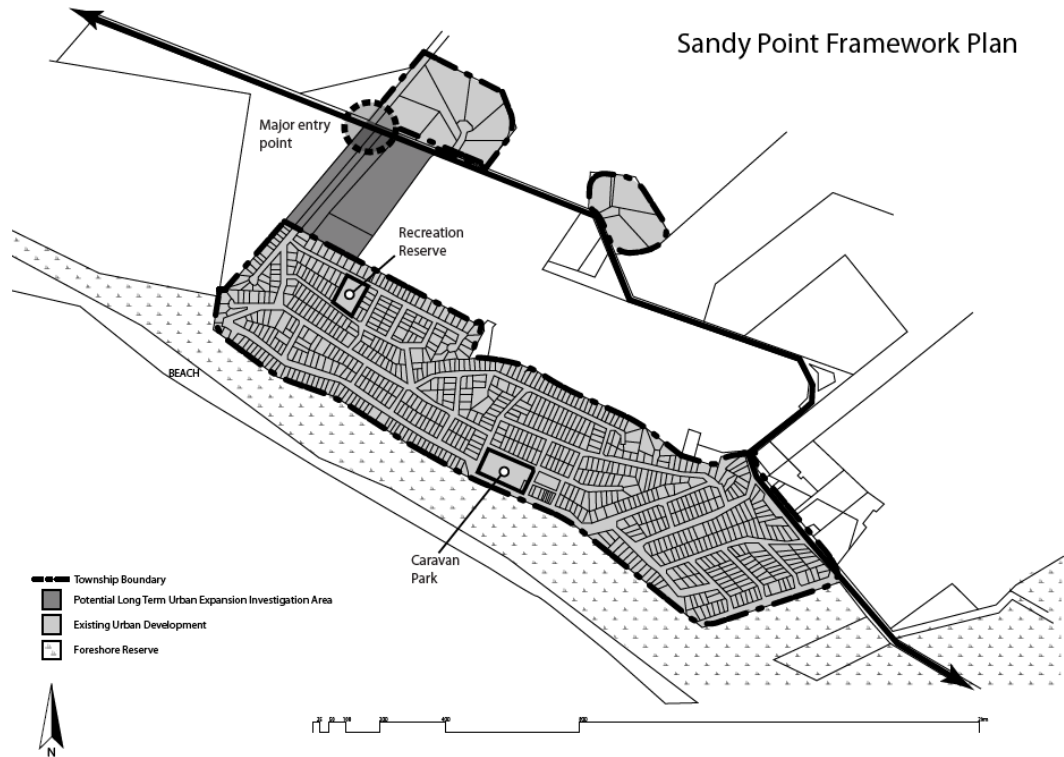 Sandy Point Framework Plan
Major entry
point
Recreation
Reserve
BEACH
Caravan
Park
Township Boundary
Potential Long Term Urban Expansion Investigation Area
Existing Urban Development
Foreshore Reserve
N